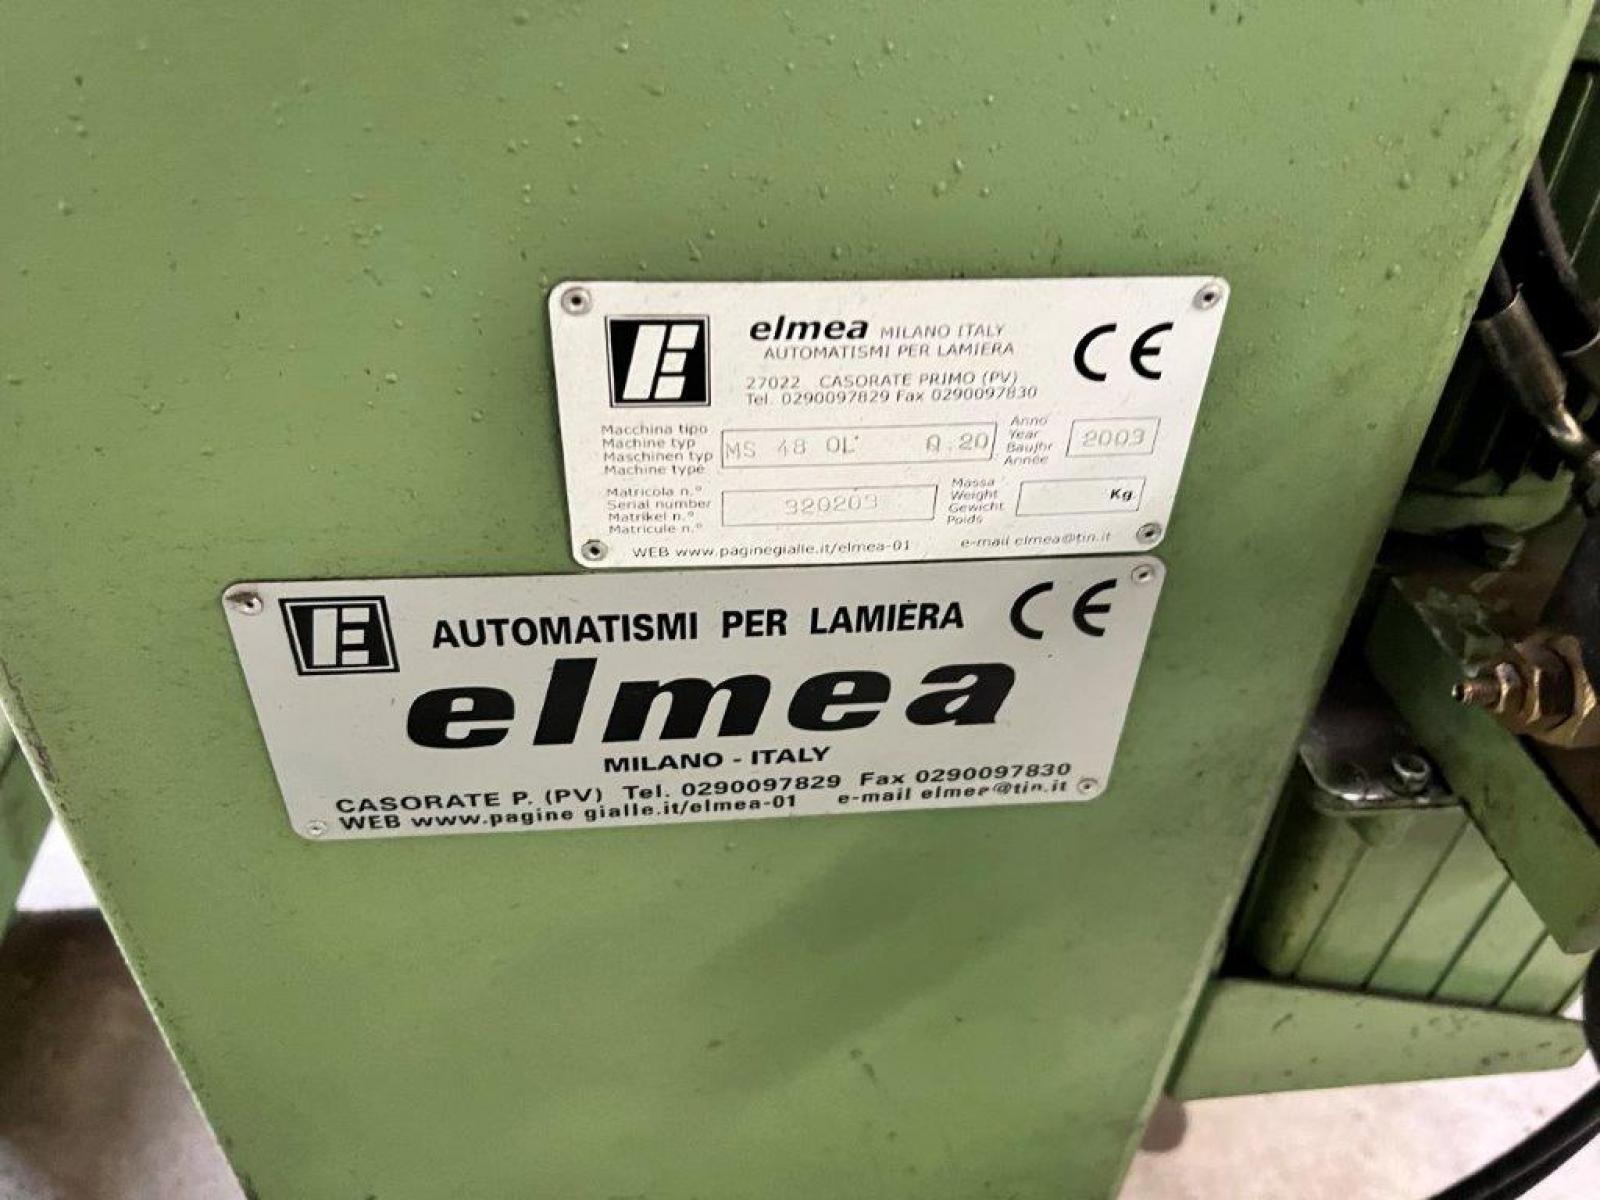 elmea MILANO ITALY
AUTOMATISMI PER LAMIERA
27022 CASORATE PRIMO (PV)
Tel. 0290097829 Fax 0290097830
CE
Macchina tipo
Machine typ
Maschinen typ
Machine type
MS 48 OL Q.20
Anno
Year
Baujhr
Année
2003
Matricola n.°
Serial number
Matrikel n.°
Matricule n.°
320203
Massa
Weight
Gewicht
Poids
Kg.
WEB www.paginegialle.it/elmea-01 e-mail elmea@tin.it
AUTOMATISMI PER LAMIERA CE
elmea
MILANO - ITALY
CASORATE P. (PV) Tel. 0290097829 Fax 0290097830
WEB www.pagine gialle.it/elmea-01 e-mail elmea@tin.it